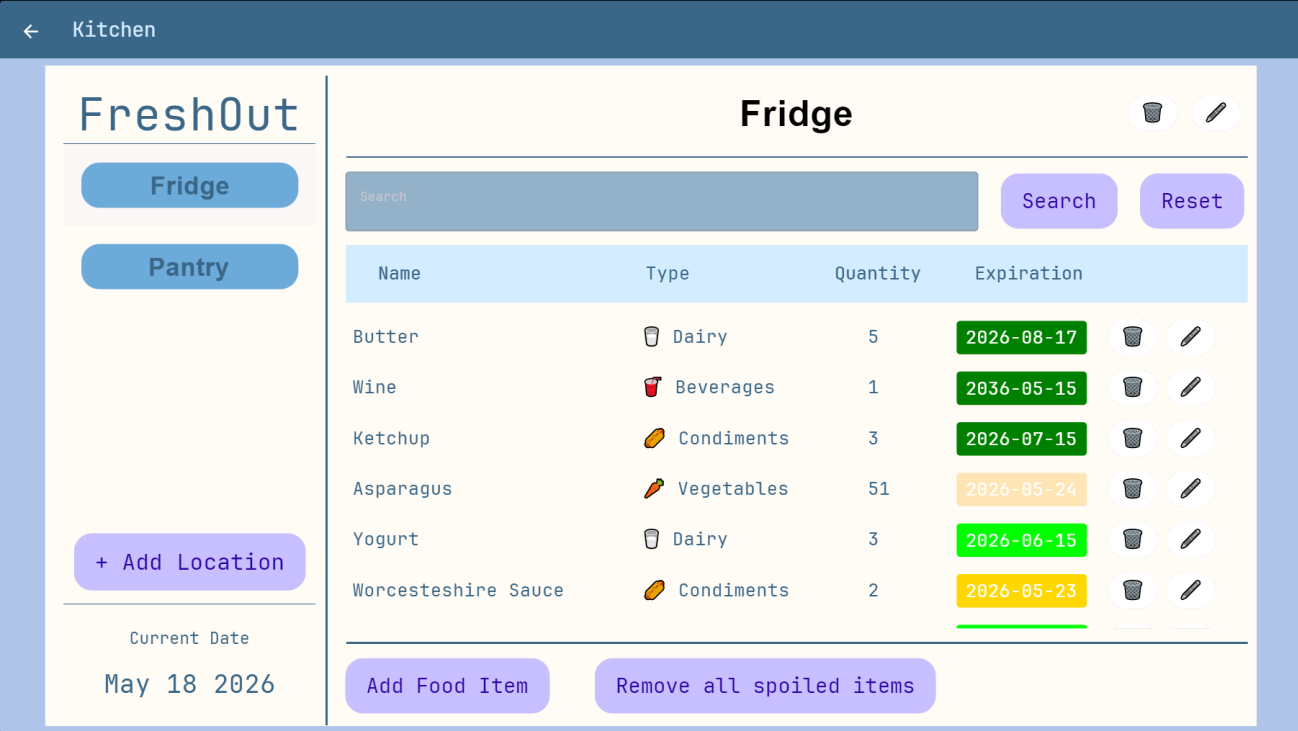 Kitchen
FreshOut
Fridge
Pantry
+ Add Location
Current Date
May 18 2026
Fridge
Search
Search
Reset
Name Type Quantity Expiration
Butter Dairy 5 2026-08-17
Wine Beverages 1 2036-05-15
Ketchup Condiments 3 2026-07-15
Asparagus Vegetables 51 2026-05-24
Yogurt Dairy 3 2026-06-15
Worcesteshire Sauce Condiments 2 2026-05-23
Add Food Item
Remove all spoiled items